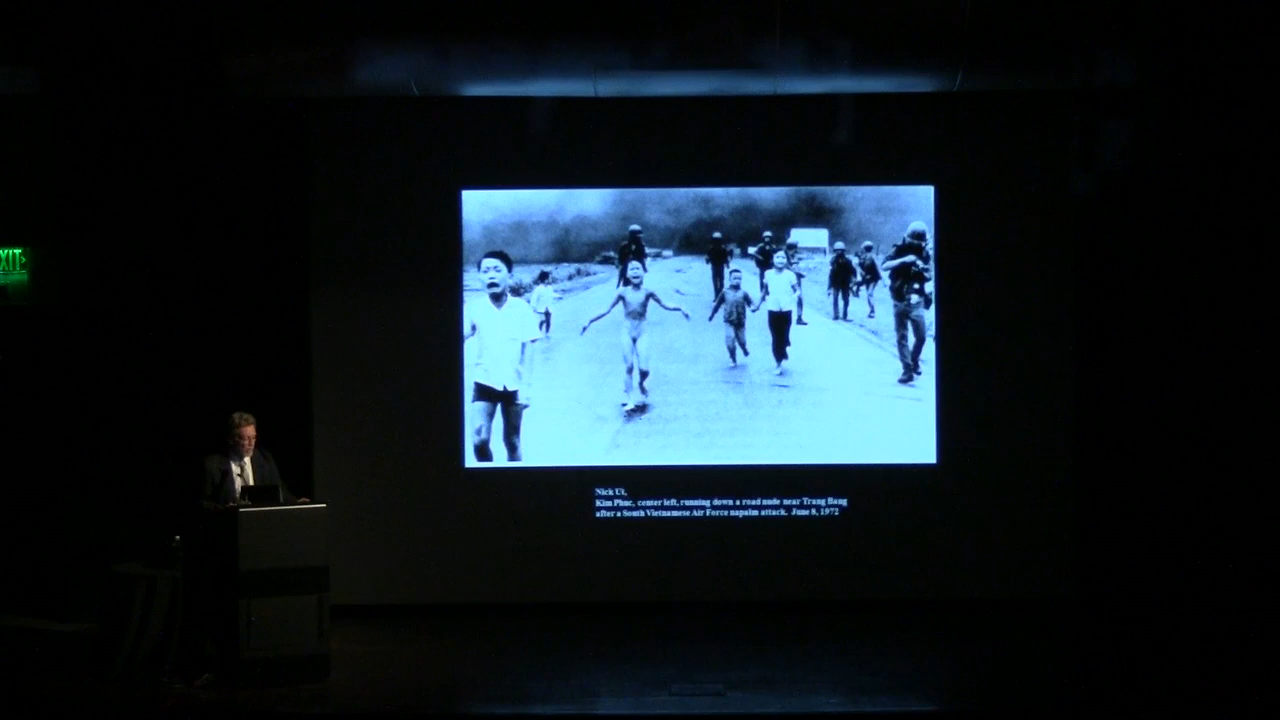 EXIT
Nick Ut,
Kim Phuc, center left, running down a road nude near Trang Bang
after a South Vietnamese Air Force napalm attack. June 8, 1972